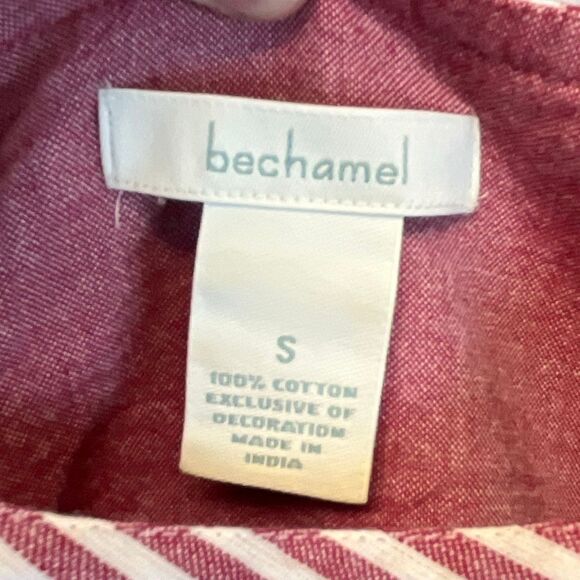 bechamel
S
100% COTTON
EXCLUSIVE OF
DECORATION
MADE IN
INDIA